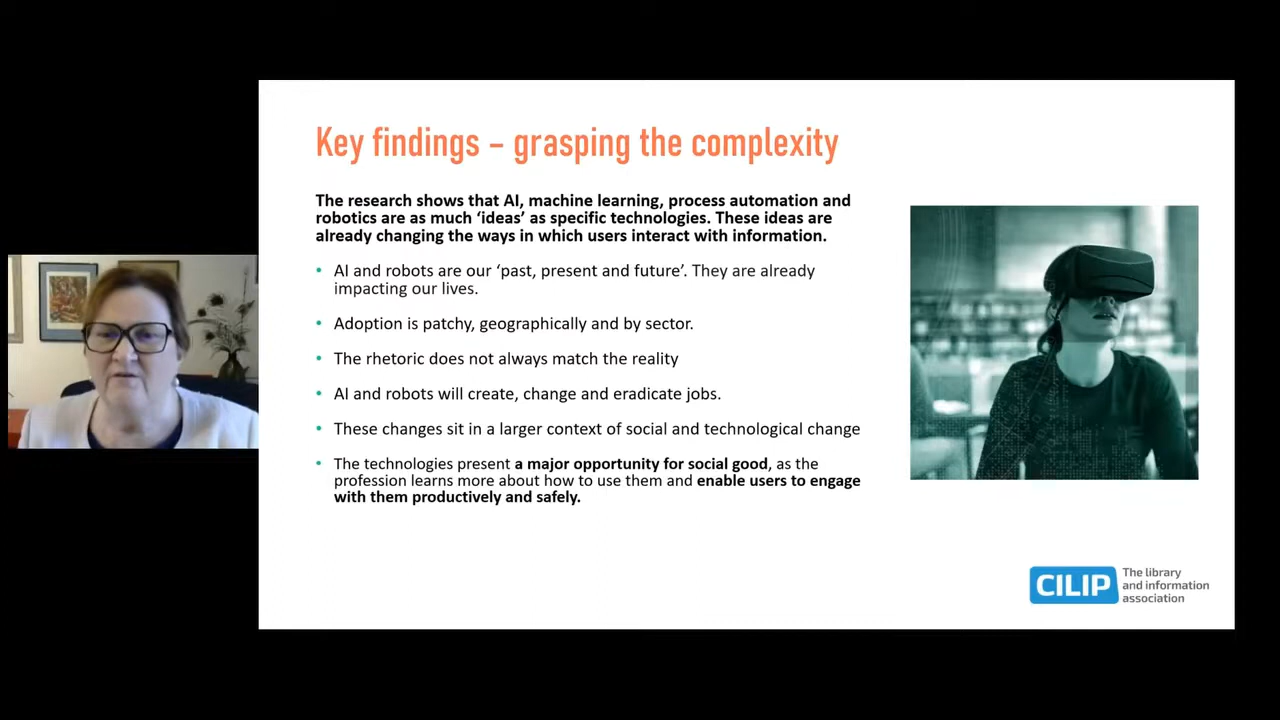 Key findings – grasping the complexity
The research shows that AI, machine learning, process automation and
robotics are as much ‘ideas’ as specific technologies. These ideas are
already changing the ways in which users interact with information.
• AI and robots are our ‘past, present and future’. They are already
impacting our lives.
• Adoption is patchy, geographically and by sector.
• The rhetoric does not always match the reality
• AI and robots will create, change and eradicate jobs.
• These changes sit in a larger context of social and technological change
• The technologies present a major opportunity for social good, as the
profession learns more about how to use them and enable users to engage
with them productively and safely.
CILIP
The library
and information
association